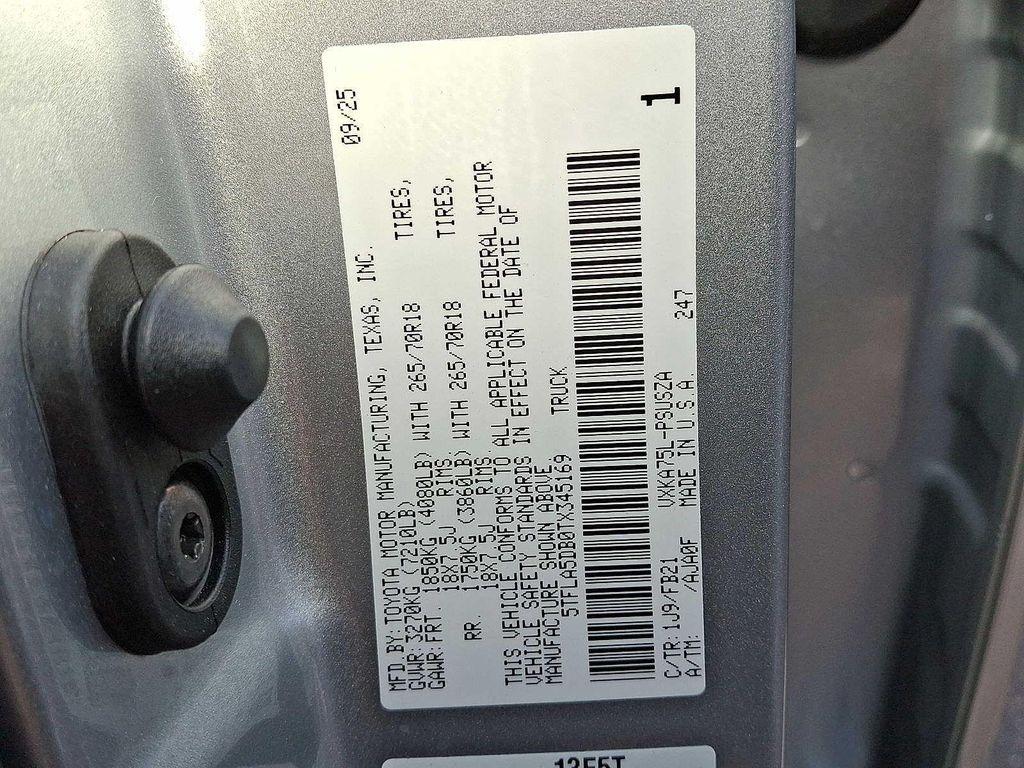 MFD BY:TOYOTA MOTOR MANUFACTURING, TEXAS, INC. 09/25
GVWR:3270KG (7210LB)
GAWR:FRT. 1850KG (4080LB) WITH 265/70R18 TIRES,
18X7.5J RIMS
RR. 1750KG (3860LB) WITH 265/70R18 TIRES,
18X7.5J RIMS
THIS VEHICLE CONFORMS TO ALL APPLICABLE FEDERAL MOTOR
VEHICLE SAFETY STANDARDS IN EFFECT ON THE DATE OF
MANUFACTURE SHOWN ABOVE.
5TFLA5DB0TX345169 TRUCK
1
C/TR:1J9/FB21 VXKA75L-PSUSZA 247
A/TM: /AJA0F MADE IN U.S.A.